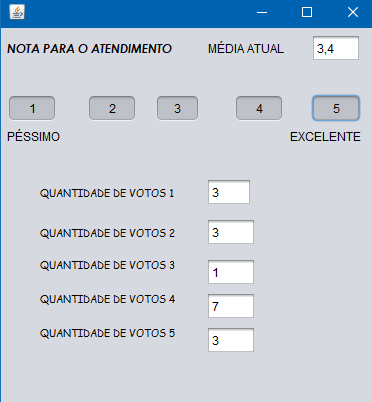 NOTA PARA O ATENDIMENTO MÉDIA ATUAL 3,4
1 2 3 4 5
PÉSSIMO EXCELENTE
QUANTIDADE DE VOTOS 1 3
QUANTIDADE DE VOTOS 2 3
QUANTIDADE DE VOTOS 3 1
QUANTIDADE DE VOTOS 4 7
QUANTIDADE DE VOTOS 5 3